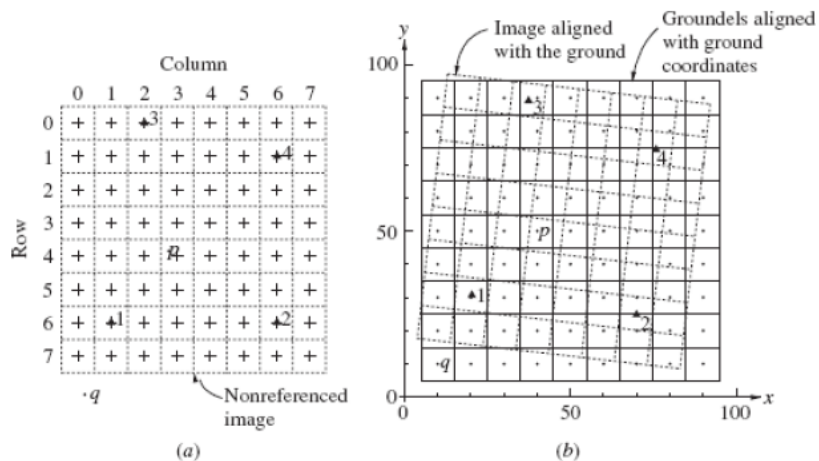 Column
0 1 2 3 4 5 6 7
Row
0
3
1
4
2
3
4
p
5
6
1
2
7
q
Nonreferenced
image
(a)
y
Image aligned
with the ground
Groundels aligned
with ground
coordinates
100
3
4
50
p
1
2
q
0
0
50
100
x
(b)